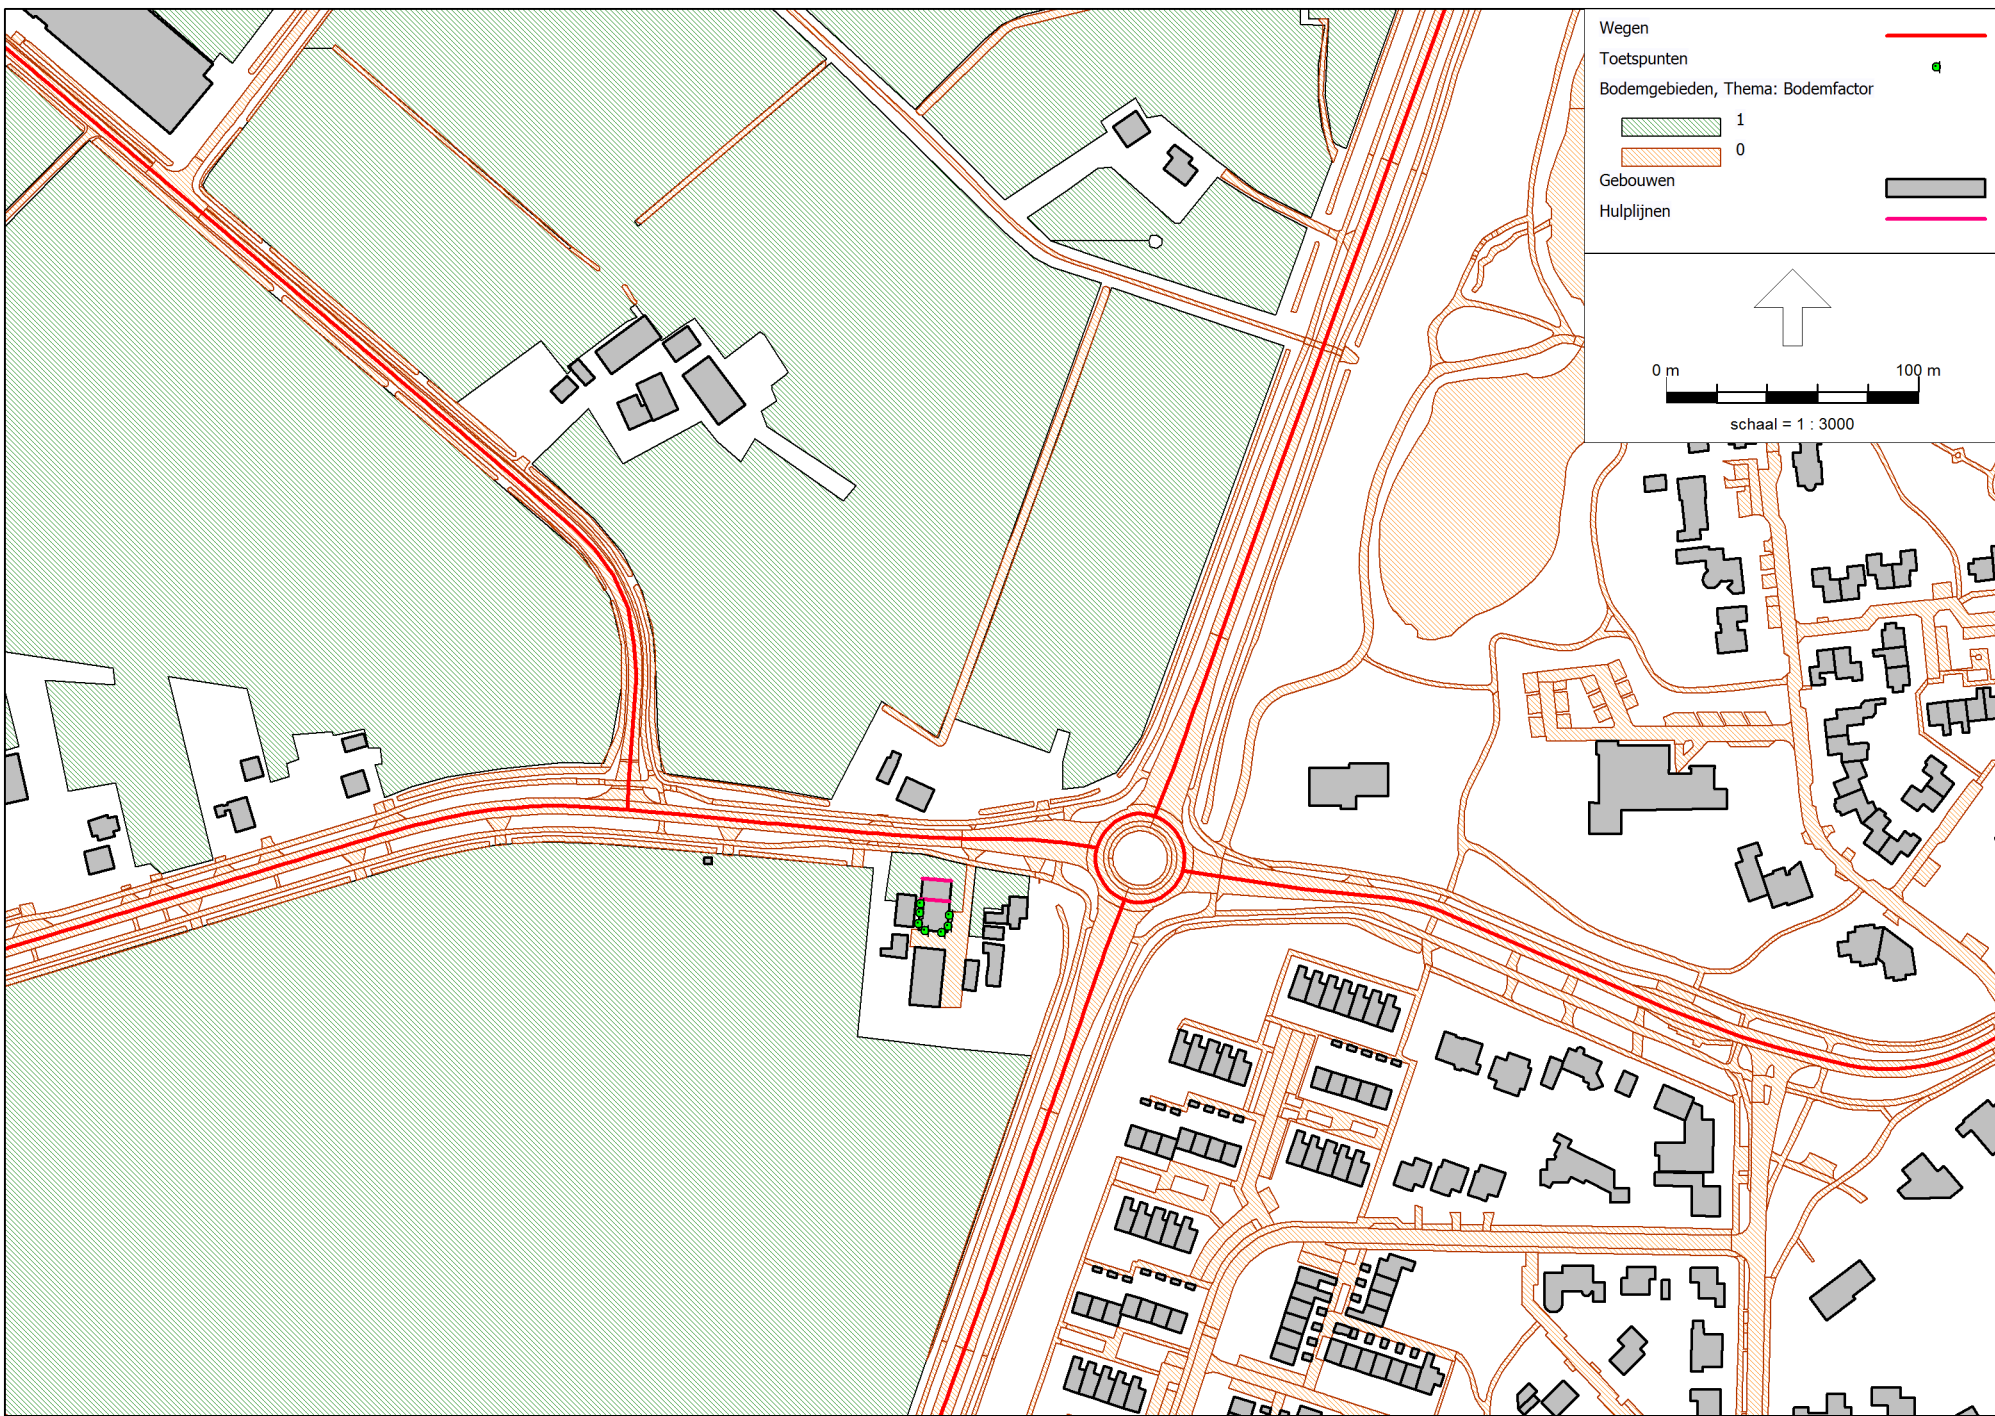 Wegen
Toetspunten
Bodemgebieden, Thema: Bodemfactor
1
0
Gebouwen
Hulplijnen
0 m 100 m
schaal = 1 : 3000